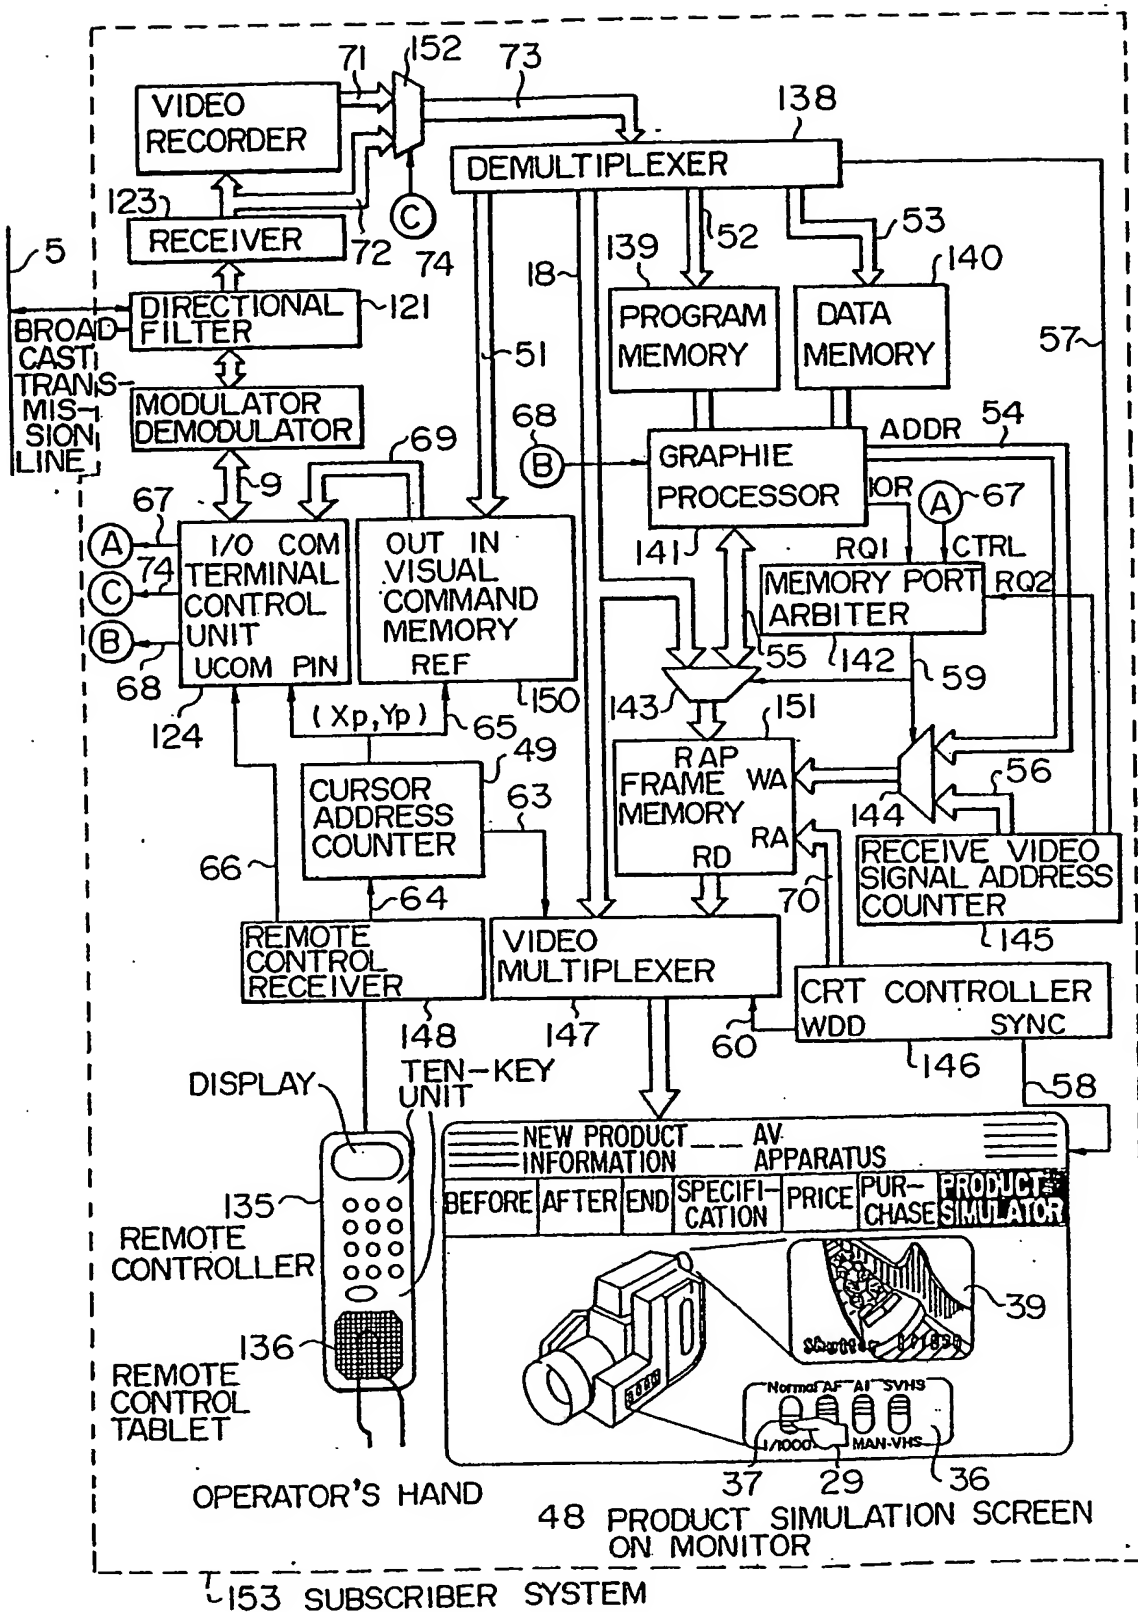 152
71
73
138
VIDEO
RECORDER
DEMULTIPLEXER
123
RECEIVER
72
C
74
52
53
5
18
139
140
DIRECTIONAL
FILTER
121
BROAD
CAST
TRANS-
MIS-
SION
LINE
PROGRAM
MEMORY
DATA
MEMORY
57
51
MODULATOR
DEMODULATOR
69
68
B
ADDR
54
GRAPHIE
PROCESSOR
9
IOR
A
67
67
A
74
C
B
68
I/O COM
TERMINAL
CONTROL
UNIT
UCOM PIN
OUT IN
VISUAL
COMMAND
MEMORY
REF
141
RQ1
CTRL
MEMORY PORT
ARBITER
RQ2
55
142
59
143
124
(Xp,Yp)
65
150
151
49
RAP
FRAME
MEMORY
WA
RA
RD
56
144
CURSOR
ADDRESS
COUNTER
63
66
64
70
RECEIVE VIDEO
SIGNAL ADDRESS
COUNTER
145
REMOTE
CONTROL
RECEIVER
VIDEO
MULTIPLEXER
CRT CONTROLLER
WDD
SYNC
148
147
60
146
58
DISPLAY
TEN-KEY
UNIT
NEW PRODUCT
INFORMATION
AV
APPARATUS
BEFORE
AFTER
END
SPECIFI-
CATION
PRICE
PUR-
CHASE
PRODUCT
SIMULATOR
135
REMOTE
CONTROLLER
39
Shutter
136
REMOTE
CONTROL
TABLET
Normal AF AI SVHS
1/1000
MAN-VHS
37
29
36
OPERATOR'S HAND
48 PRODUCT SIMULATION SCREEN
ON MONITOR
153 SUBSCRIBER SYSTEM